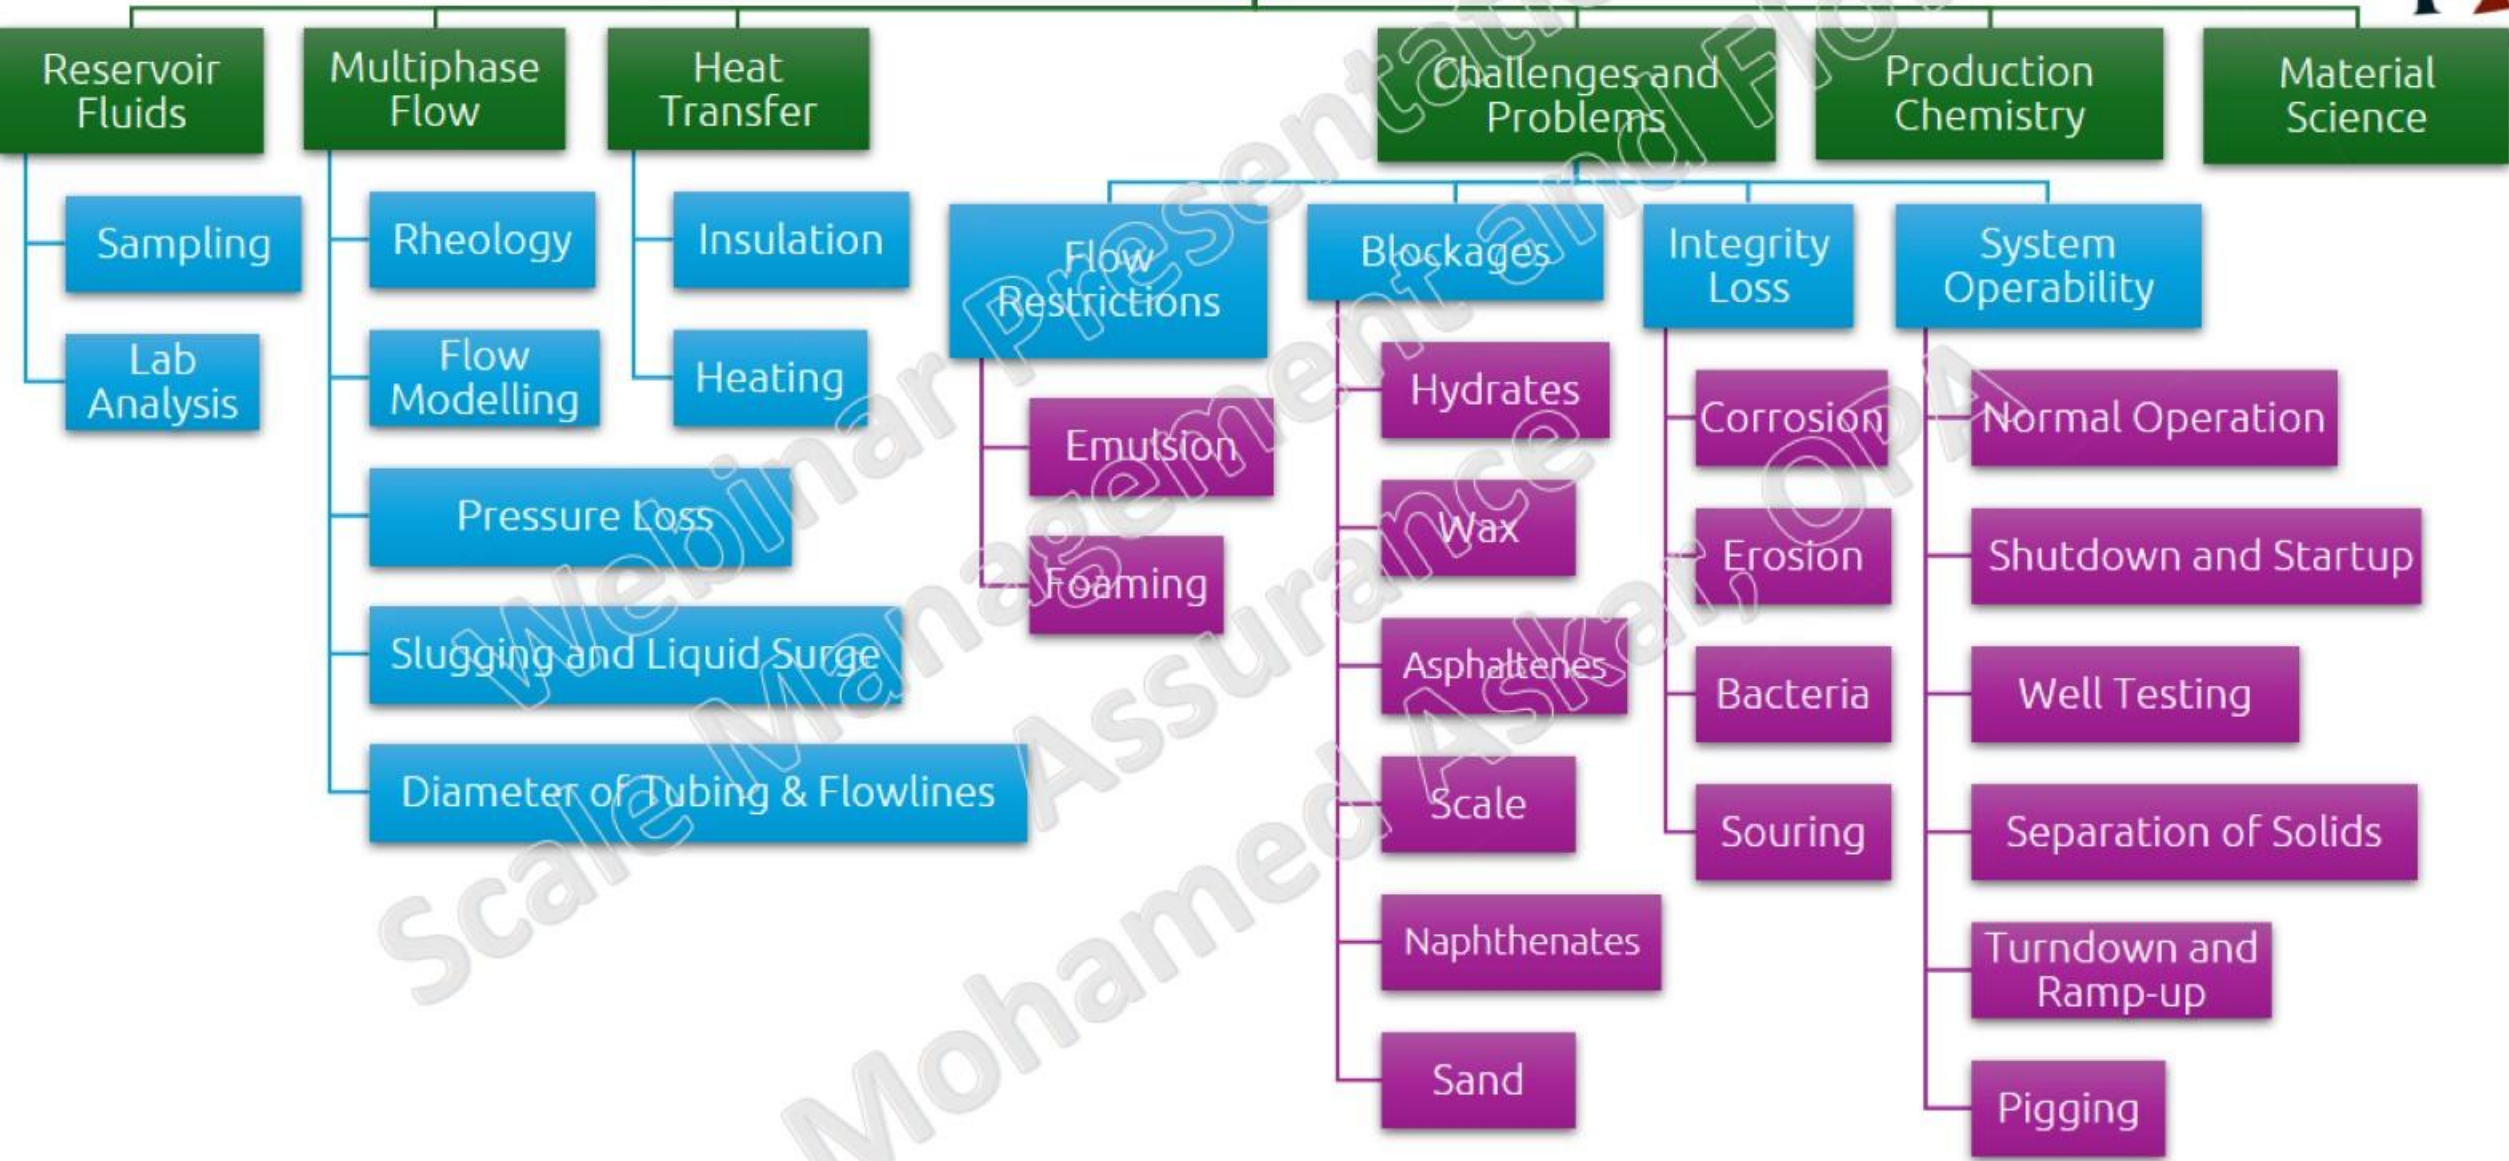 Reservoir
Fluids
Multiphase
Flow
Heat
Transfer
Challenges and
Problems
Production
Chemistry
Material
Science
Sampling
Lab
Analysis
Rheology
Flow
Modelling
Pressure Loss
Slugging and Liquid Surge
Diameter of Tubing & Flowlines
Insulation
Heating
Flow
Restrictions
Emulsion
Foaming
Blockages
Hydrates
Wax
Asphaltenes
Scale
Naphthenates
Sand
Integrity
Loss
Corrosion
Erosion
Bacteria
Souring
System
Operability
Normal Operation
Shutdown and Startup
Well Testing
Separation of Solids
Turndown and
Ramp-up
Pigging
Webinar
Scale Management and
Assurance
Mohamed Askar, OPA